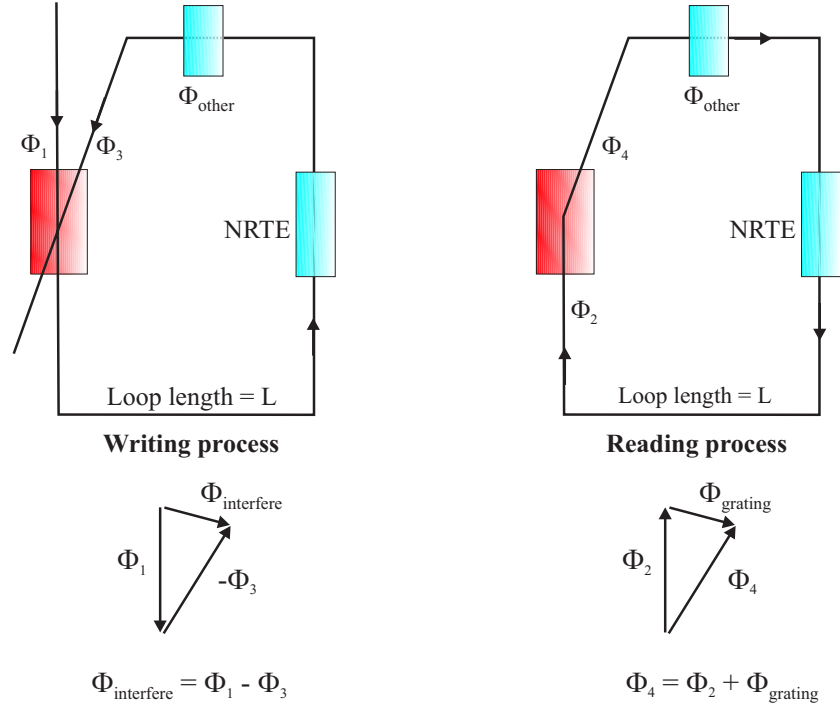 Φ₁
Φ₃
Φother
NRTE
Loop length = L
Writing process
Φinterfere
Φ₁
-Φ₃
Φinterfere = Φ₁ - Φ₃
Φother
Φ₄
NRTE
Φ₂
Loop length = L
Reading process
Φgrating
Φ₂
Φ₄
Φ₄ = Φ₂ + Φgrating